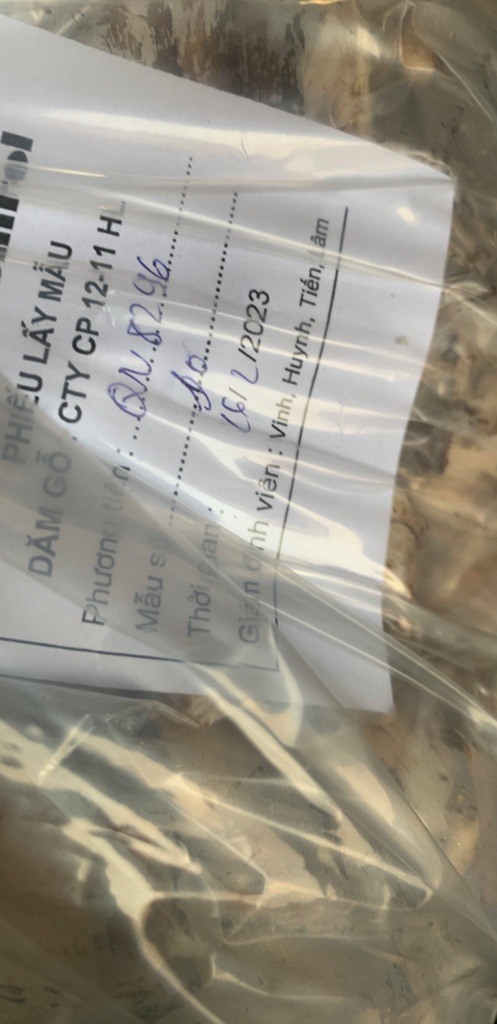 PHIẾU LẤY MẪU
DĂM GỖ CTY CP 12-11 H
Phương tiện : QN 8296
Mẫu s
Thời gian : 16/2/2023
Giám định viên : Vinh, Huynh, Tiến, Lâm